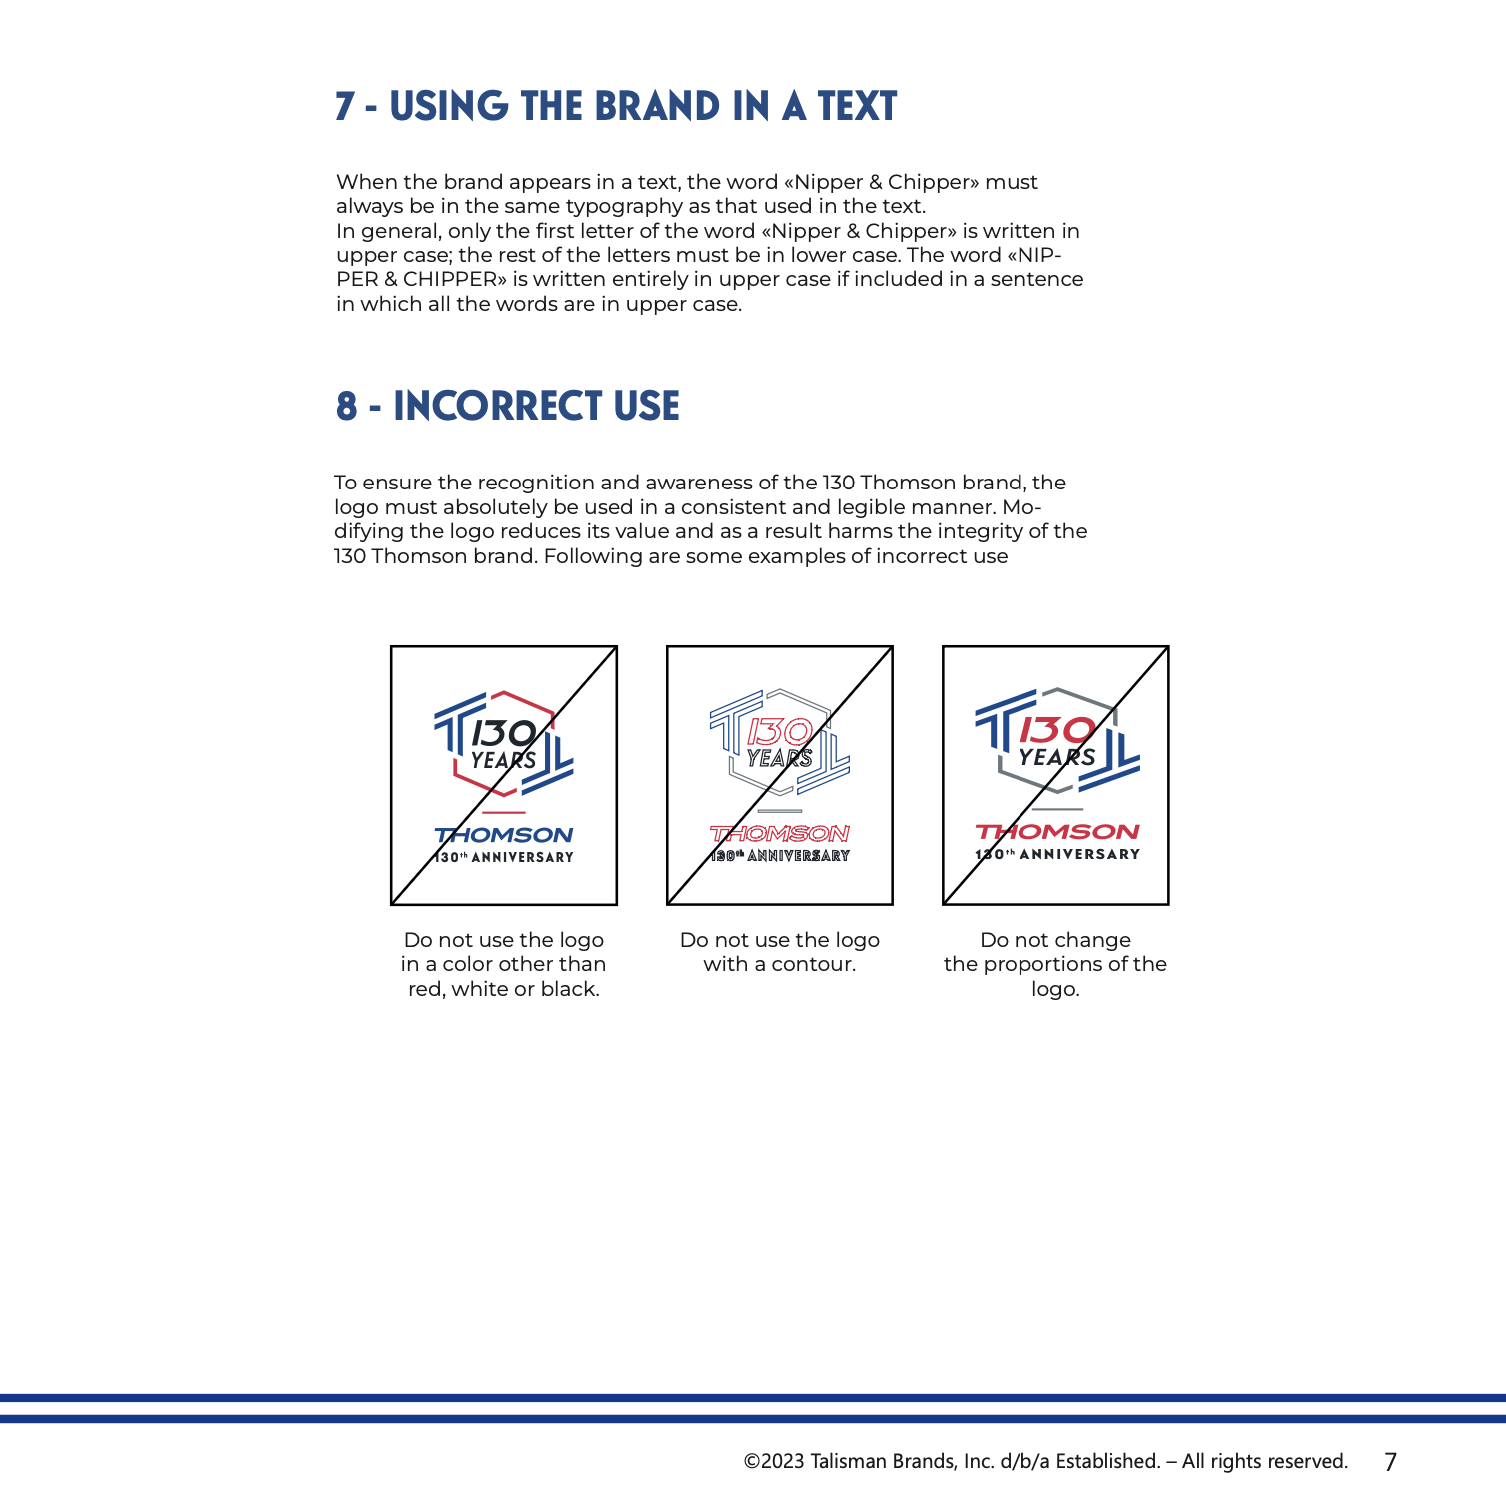 7 - USING THE BRAND IN A TEXT
When the brand appears in a text, the word «Nipper & Chipper» must
always be in the same typography as that used in the text.
In general, only the first letter of the word «Nipper & Chipper» is written in
upper case; the rest of the letters must be in lower case. The word «NIP-
PER & CHIPPER» is written entirely in upper case if included in a sentence
in which all the words are in upper case.
8 - INCORRECT USE
To ensure the recognition and awareness of the 130 Thomson brand, the
logo must absolutely be used in a consistent and legible manner. Mo-
difying the logo reduces its value and as a result harms the integrity of the
130 Thomson brand. Following are some examples of incorrect use
130
YEARS
THOMSON
130th ANNIVERSARY
Do not use the logo
in a color other than
red, white or black.
130
YEARS
THOMSON
130th ANNIVERSARY
Do not use the logo
with a contour.
130
YEARS
THOMSON
130th ANNIVERSARY
Do not change
the proportions of the
logo.
©2023 Talisman Brands, Inc. d/b/a Established. – All rights reserved. 7